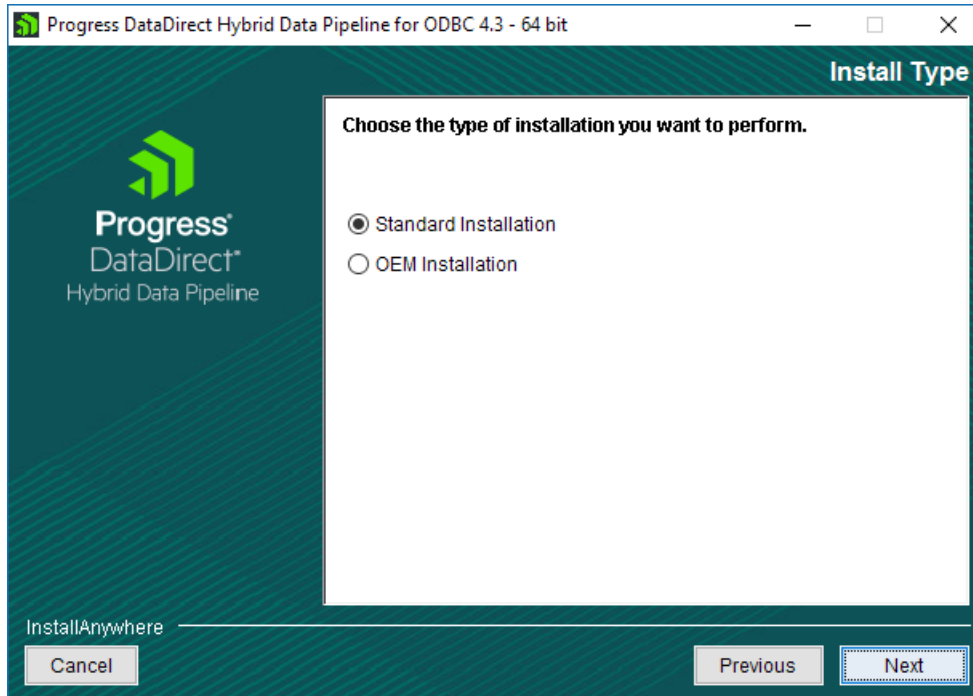 Progress DataDirect Hybrid Data Pipeline for ODBC 4.3 - 64 bit
Install Type
Choose the type of installation you want to perform.
Progress®
DataDirect®
Hybrid Data Pipeline
Standard Installation
OEM Installation
InstallAnywhere
Cancel
Previous
Next